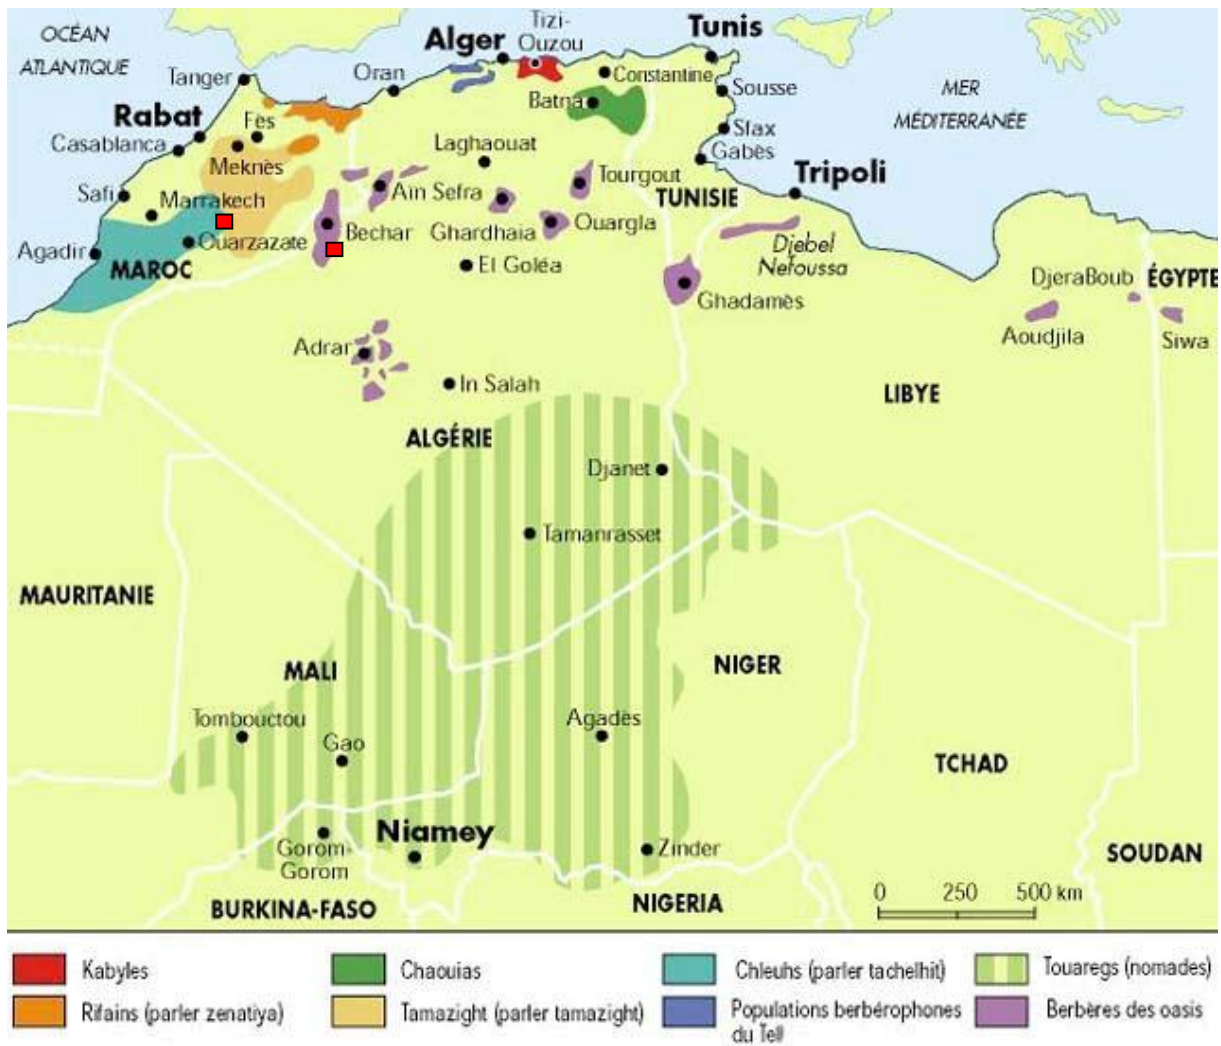 OCÉAN
ATLANTIQUE
Tanger
Rabat
Casablanca
Fès
Meknès
Safi
Marrakech
Agadir
Ouarzazate
MAROC
Oran
Alger
Tizi-
Ouzou
Constantine
Batna
Tunis
Sousse
Sfax
Gabès
MER
MÉDITERRANÉE
Laghaouat
Aïn Sefra
Tourgout
TUNISIE
Tripoli
Bechar
Ghardhaia
Ouargla
El Goléa
Djebel
Nefoussa
Ghadamès
DjeraBoub
ÉGYPTE
Aoudjila
Siwa
Adrar
In Salah
LIBYE
ALGÉRIE
Djanet
Tamanrasset
MAURITANIE
MALI
NIGER
Tombouctou
Gao
Agadès
TCHAD
Niamey
Gorom-
Gorom
Zinder
SOUDAN
BURKINA-FASO
NIGERIA
0 250 500 km
Kabyles
Chaouias
Chleuhs (parler tachelhit)
Touaregs (nomades)
Rifains (parler zenatiya)
Tamazight (parler tamazight)
Populations berbérophones
du Tell
Berbères des oasis